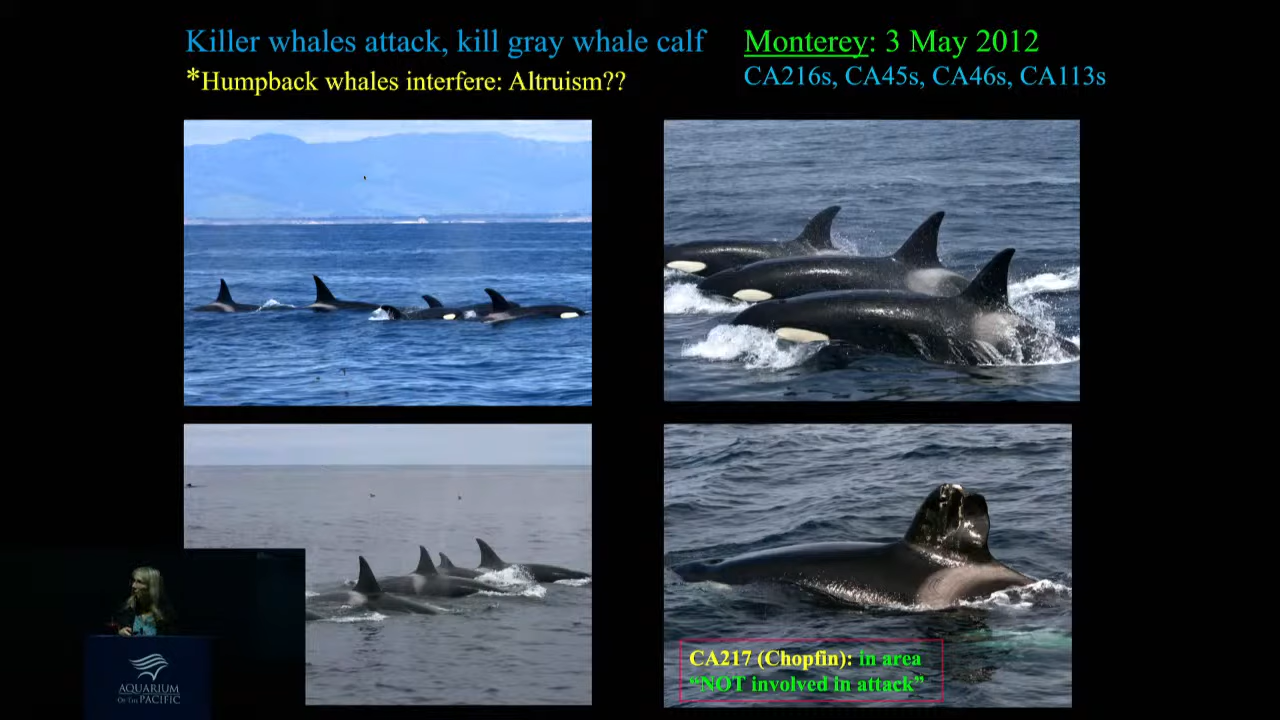 Killer whales attack, kill gray whale calf
*Humpback whales interfere: Altruism??
Monterey: 3 May 2012
CA216s, CA45s, CA46s, CA113s
CA217 (Chopfin): in area
“NOT involved in attack”
AQUARIUM
OF THE PACIFIC